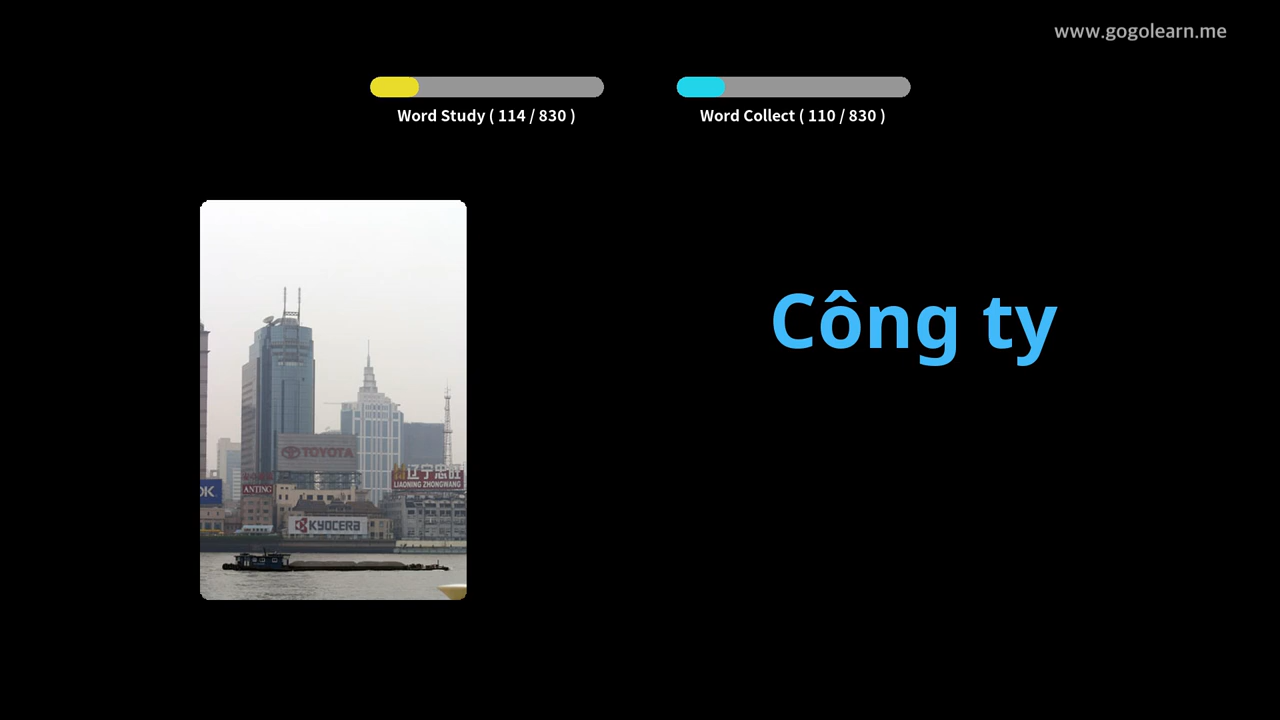 www.gogolearn.me
Word Study ( 114 / 830 )
Word Collect ( 110 / 830 )
Công ty
TOYOTA
辽宁忠旺
LIAONING ZHONGWANG
OK
ANTING
KYOCERA